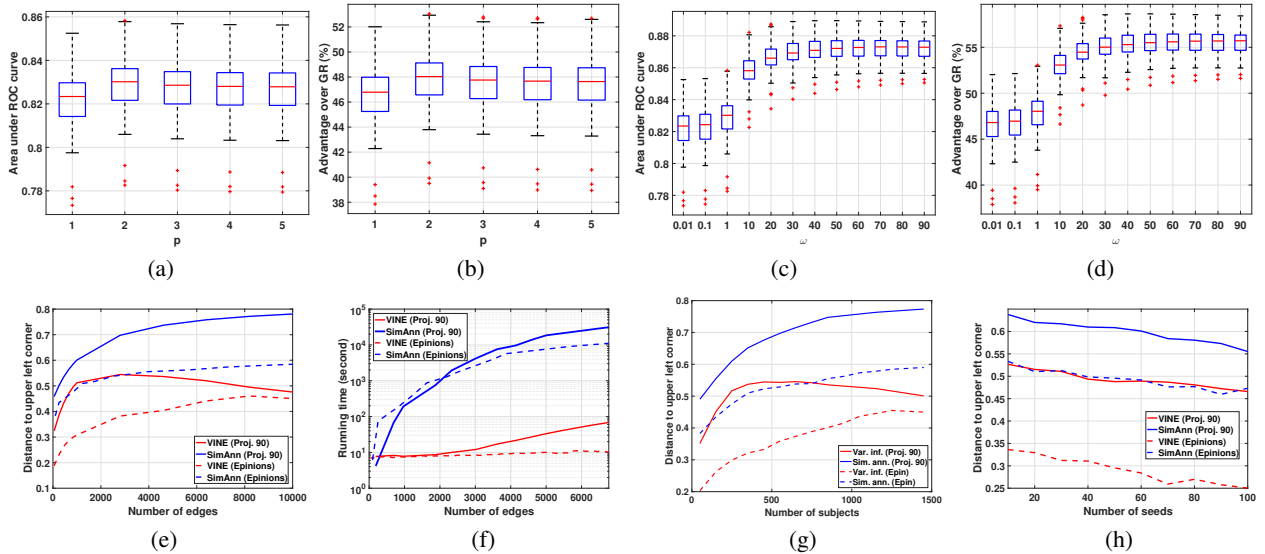 Area under ROC curve
0.86
0.84
0.82
0.8
0.78
1 2 3 4 5
p
(a)
Advantage over GR (%)
52
50
48
46
44
42
40
38
1 2 3 4 5
p
(b)
Area under ROC curve
0.88
0.86
0.84
0.82
0.8
0.78
0.01 0.1 1 10 20 30 40 50 60 70 80 90
ω
(c)
Advantage over GR (%)
55
50
45
40
0.01 0.1 1 10 20 30 40 50 60 70 80 90
ω
(d)
Distance to upper left corner
0.8
0.7
0.6
0.5
0.4
0.3
0.2
0.1
0 2000 4000 6000 8000 10000
Number of edges
VINE (Proj. 90)
SimAnn (Proj. 90)
VINE (Epinions)
SimAnn (Epinions)
(e)
Running time (second)
10^5
10^4
10^3
10^2
10^1
10^0
0 1000 2000 3000 4000 5000 6000
Number of edges
VINE (Proj. 90)
SimAnn (Proj. 90)
VINE (Epinions)
SimAnn (Epinions)
(f)
Distance to upper left corner
0.8
0.7
0.6
0.5
0.4
0.3
0.2
0 500 1000 1500
Number of subjects
Var. inf. (Proj. 90)
Sim. ann. (Proj. 90)
Var. inf. (Epin)
Sim. ann. (Epin)
(g)
Distance to upper left corner
0.6
0.55
0.5
0.45
0.4
0.35
0.3
0.25
20 40 60 80 100
Number of seeds
VINE (Proj. 90)
SimAnn (Proj. 90)
VINE (Epinions)
SimAnn (Epinions)
(h)